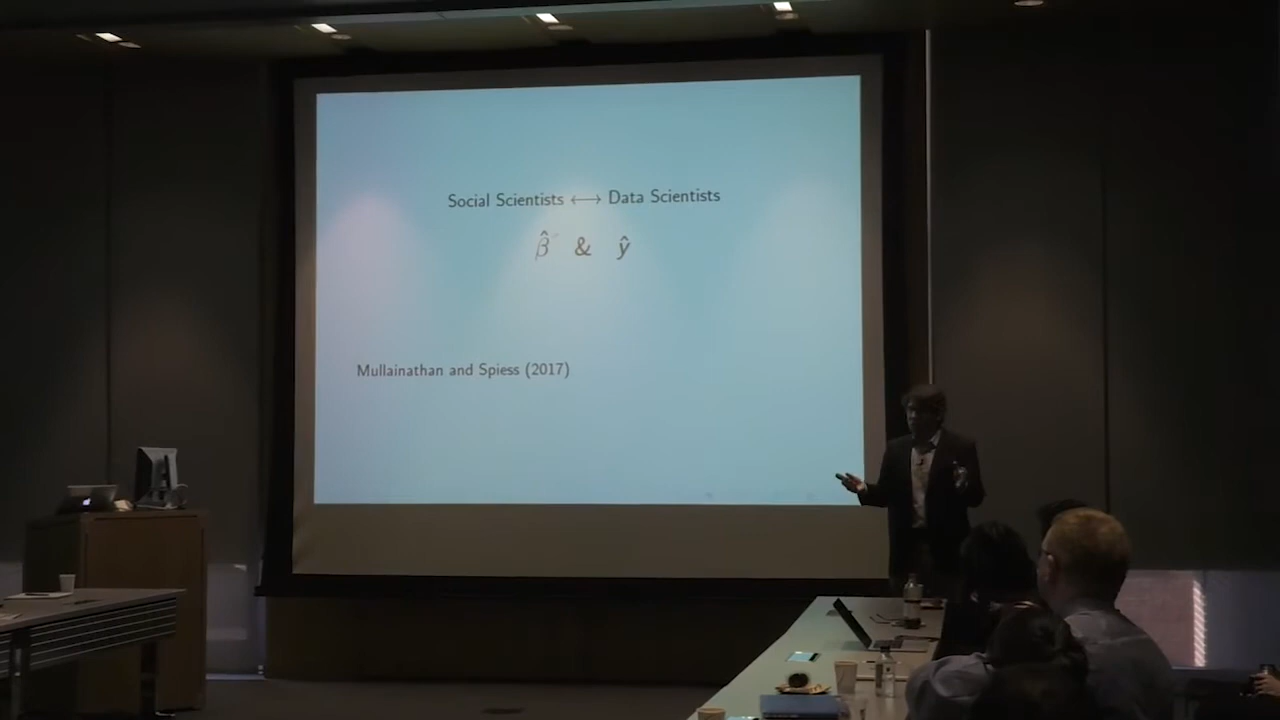 Social Scientists ⟷ Data Scientists
β̂ & ŷ
Mullainathan and Spiess (2017)